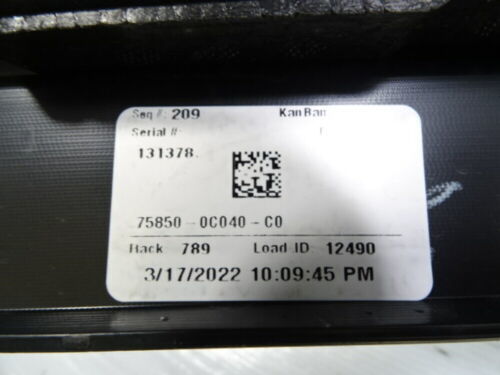 Seq #: 209 KanBan
Serial #:
131378
75850-0C040-C0
Rack 789 Load ID 12490
3/17/2022 10:09:45 PM